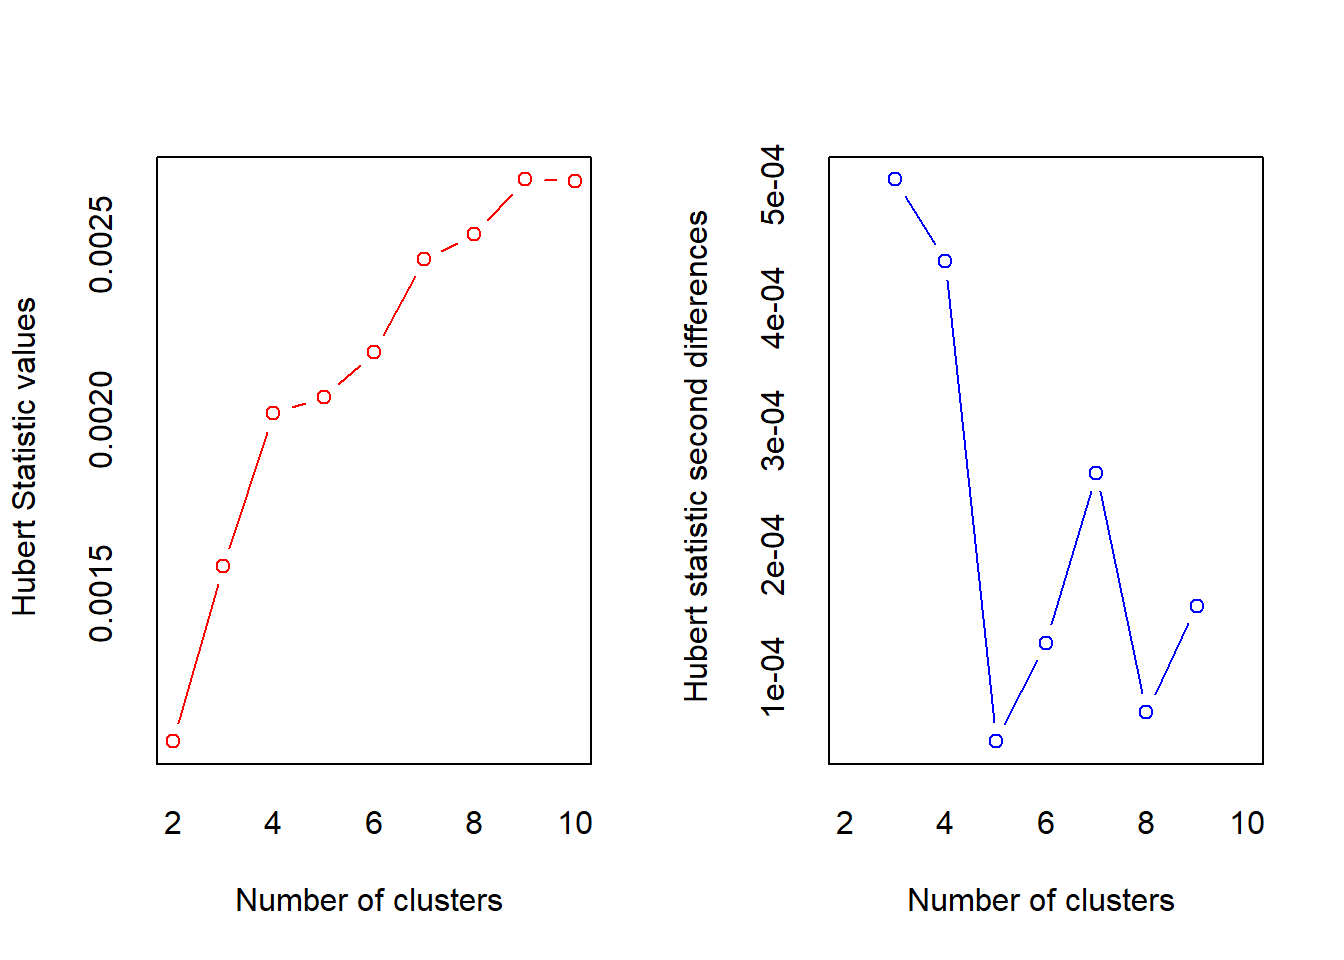 Hubert Statistic values
0.0025
0.0020
0.0015
2 4 6 8 10
Number of clusters
Hubert statistic second differences
5e-04
4e-04
3e-04
2e-04
1e-04
2 4 6 8 10
Number of clusters